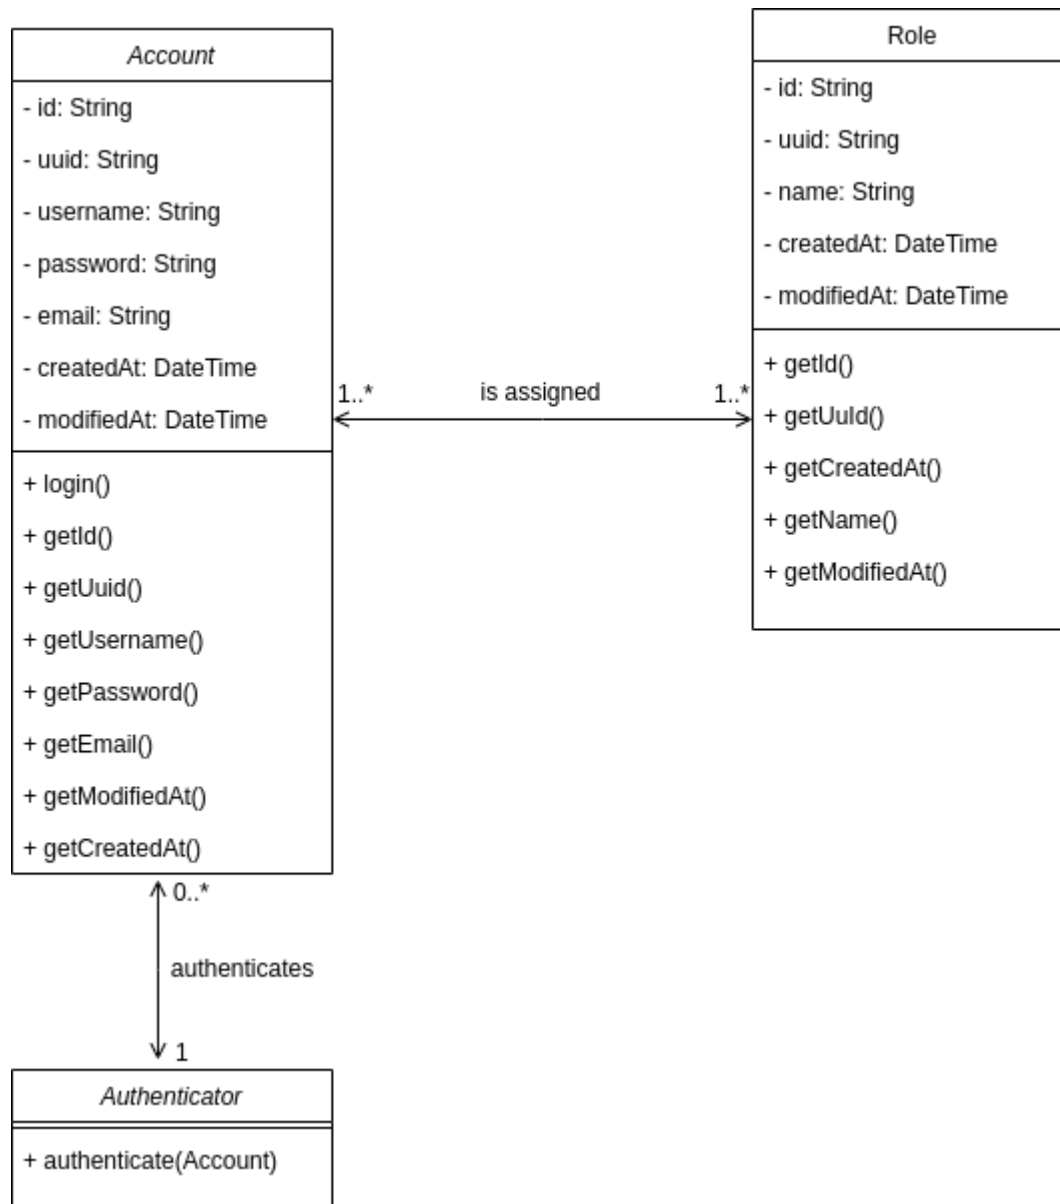 Account
- id: String
- uuid: String
- username: String
- password: String
- email: String
- createdAt: DateTime
- modifiedAt: DateTime
+ login()
+ getId()
+ getUuid()
+ getUsername()
+ getPassword()
+ getEmail()
+ getModifiedAt()
+ getCreatedAt()
1..*
is assigned
1..*
Role
- id: String
- uuid: String
- name: String
- createdAt: DateTime
- modifiedAt: DateTime
+ getId()
+ getUuId()
+ getCreatedAt()
+ getName()
+ getModifiedAt()
0..*
authenticates
1
Authenticator
+ authenticate(Account)